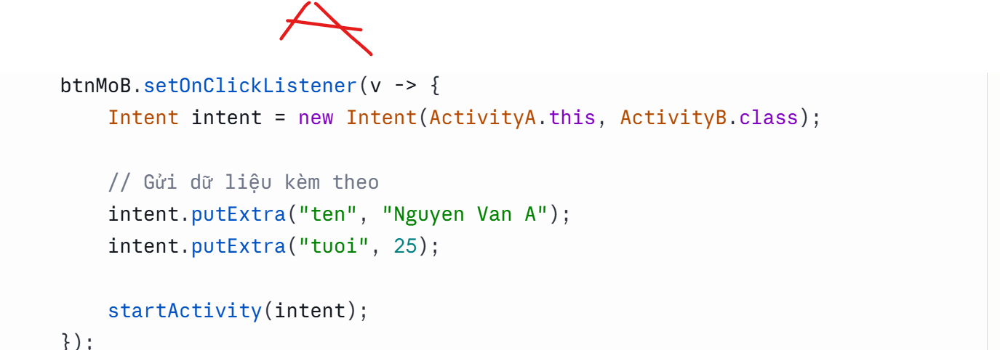 A
btnMoB.setOnClickListener(v -> {
Intent intent = new Intent(ActivityA.this, ActivityB.class);
// Gửi dữ liệu kèm theo
intent.putExtra("ten", "Nguyen Van A");
intent.putExtra("tuoi", 25);
startActivity(intent);
});